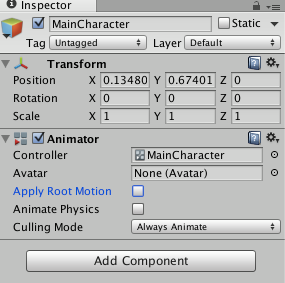 Inspector
MainCharacter Static
Tag Untagged Layer Default
Transform
Position X 0.13480 Y 0.67401 Z 0
Rotation X 0 Y 0 Z 0
Scale X 1 Y 1 Z 1
Animator
Controller MainCharacter
Avatar None (Avatar)
Apply Root Motion
Animate Physics
Culling Mode Always Animate
Add Component